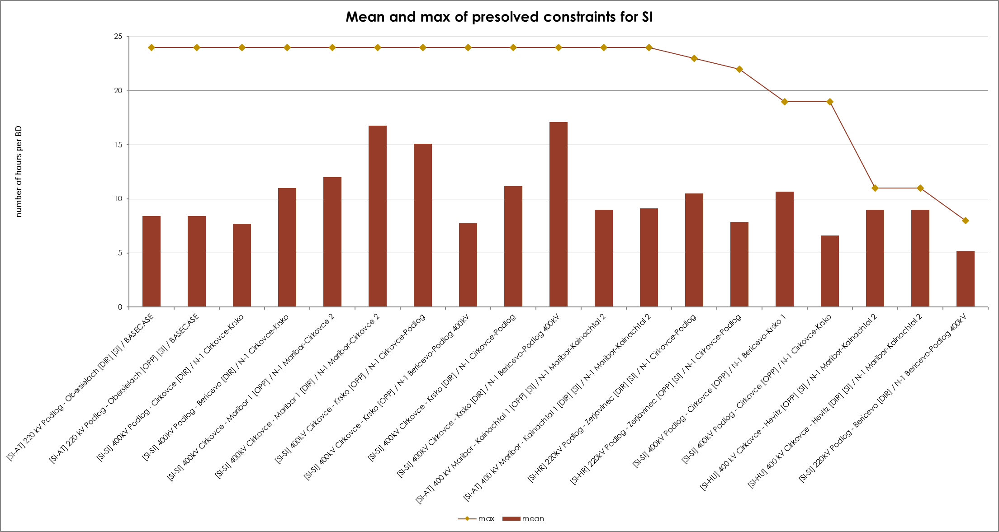 Mean and max of presolved constraints for SI
number of hours per BD
25
20
15
10
5
0
[SI-AT] 220 kV Podlog - Obersielach [DIR] [SI] / BASECASE
[SI-AT] 220 kV Podlog - Obersielach [OPP] [SI] / BASECASE
[SI-SI] 400kV Podlog - Cirkovce [DIR] / N-1 Cirkovce-Krsko
[SI-SI] 400kV Podlog - Bericevo [DIR] / N-1 Cirkovce-Krsko
[SI-SI] 400kV Cirkovce - Maribor 1 [OPP] / N-1 Maribor-Cirkovce 2
[SI-SI] 400kV Cirkovce - Maribor 1 [DIR] / N-1 Maribor-Cirkovce 2
[SI-SI] 400kV Cirkovce - Krsko [OPP] / N-1 Cirkovce-Podlog
[SI-SI] 400kV Cirkovce - Krsko [OPP] / N-1 Bericevo-Podlog 400kV
[SI-SI] 400kV Cirkovce - Krsko [DIR] / N-1 Cirkovce-Podlog
[SI-SI] 400kV Cirkovce - Krsko [DIR] / N-1 Bericevo-Podlog 400kV
[SI-AT] 400 kV Maribor - Kainachtal 1 [OPP] [SI] / N-1 Maribor-Kainachtal 2
[SI-AT] 400 kV Maribor - Kainachtal 1 [DIR] [SI] / N-1 Maribor-Kainachtal 2
[SI-HR] 220kV Podlog - Zerjavinec [DIR] [SI] / N-1 Cirkovce-Podlog
[SI-HR] 220kV Podlog - Zerjavinec [OPP] [SI] / N-1 Cirkovce-Podlog
[SI-SI] 400kV Podlog - Cirkovce [OPP] / N-1 Bericevo-Krsko 1
[SI-SI] 400kV Podlog - Cirkovce [OPP] / N-1 Cirkovce-Krsko
[SI-HU] 400 kV Cirkovce - Hevitz [OPP] [SI] / N-1 Maribor-Kainachtal 2
[SI-HU] 400 kV Cirkovce - Hevitz [DIR] [SI] / N-1 Maribor-Kainachtal 2
[SI-SI] 220kV Podlog - Bericevo [DIR] / N-1 Bericevo-Podlog 400kV
max
mean